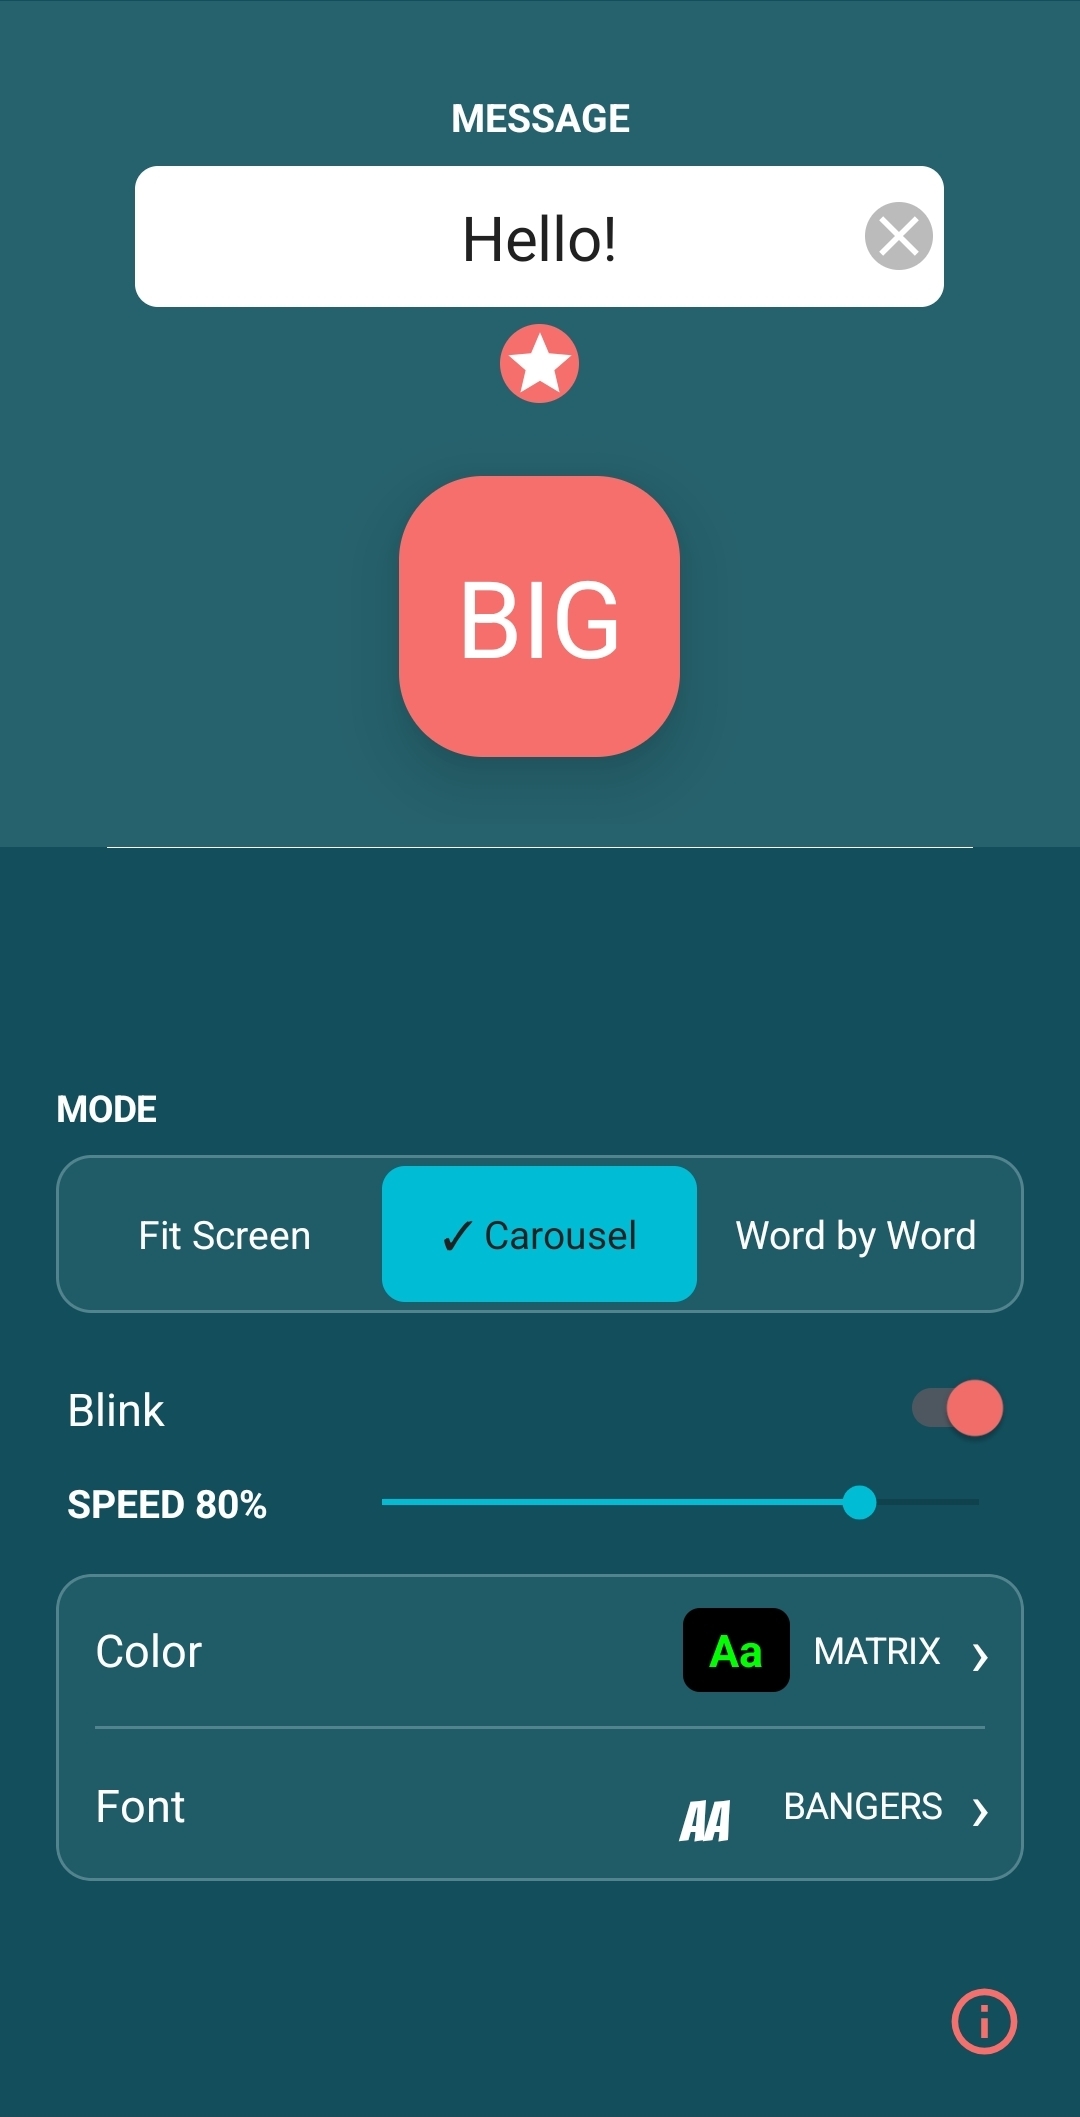 MESSAGE
Hello!
BIG
MODE
Fit Screen ✓ Carousel Word by Word
Blink
SPEED 80%
Color Aa MATRIX ›
Font AA BANGERS ›